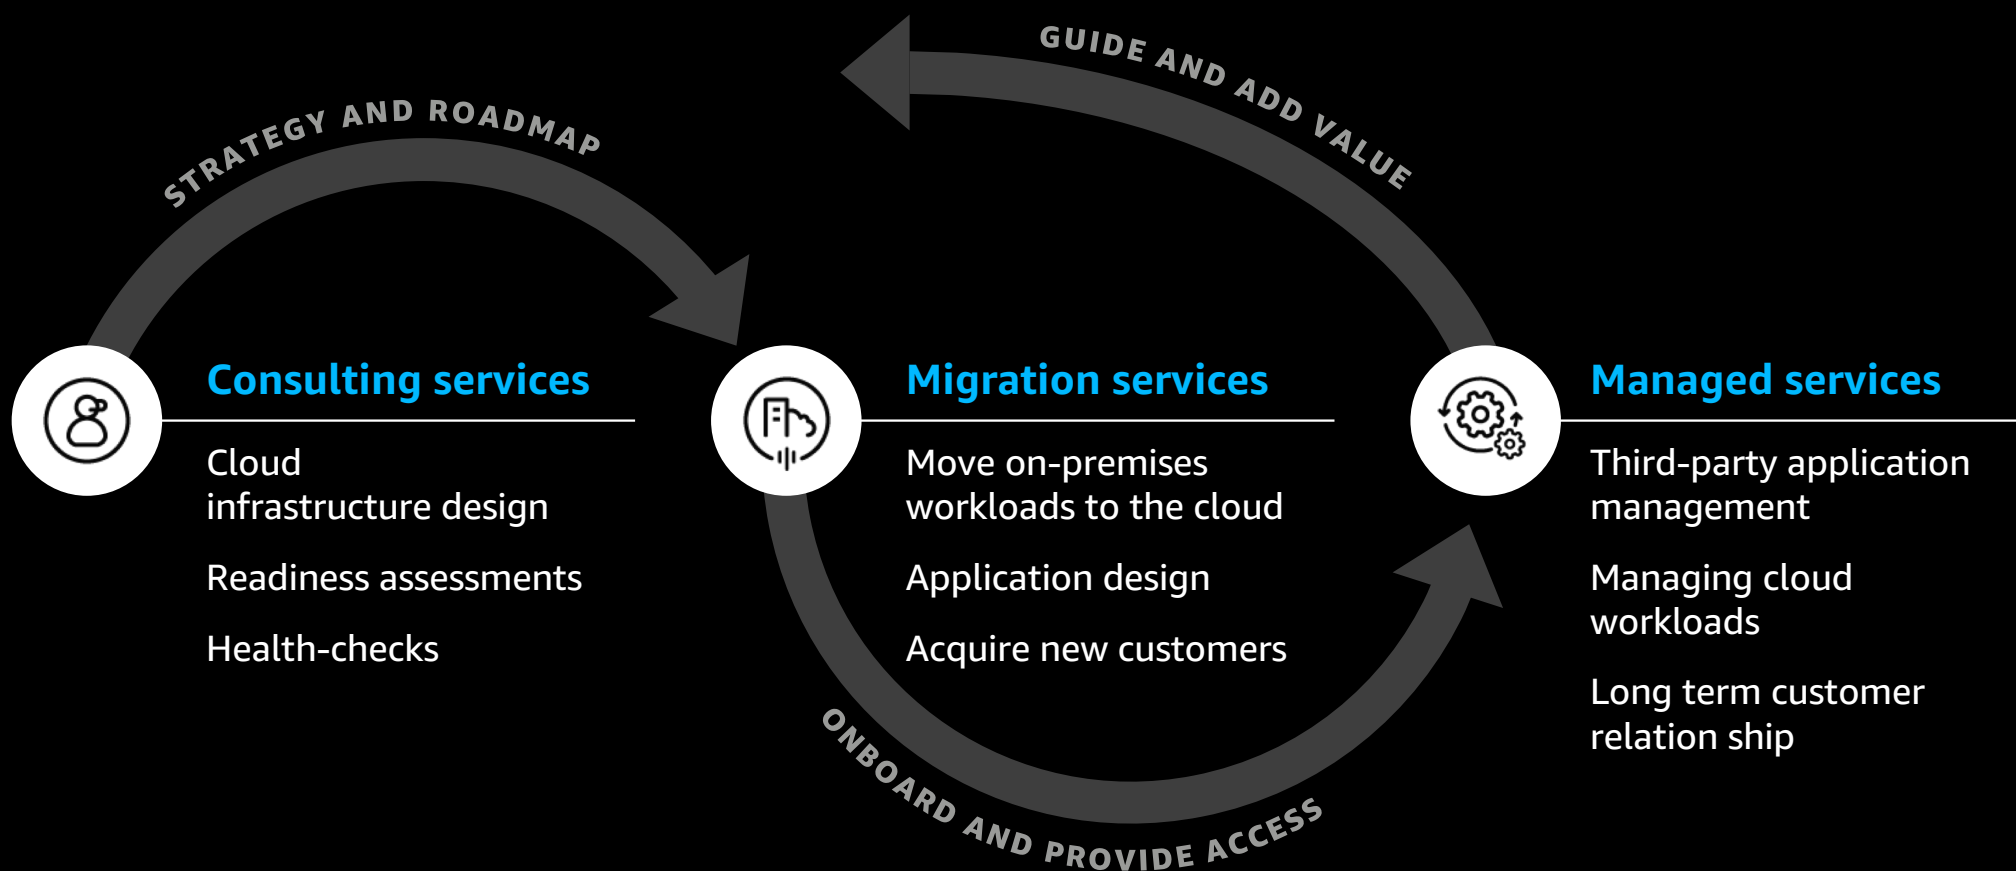 STRATEGY AND ROADMAP
GUIDE AND ADD VALUE
Consulting services
Cloud
infrastructure design
Readiness assessments
Health-checks
Migration services
Move on-premises
workloads to the cloud
Application design
Acquire new customers
Managed services
Third-party application
management
Managing cloud
workloads
Long term customer
relation ship
ONBOARD AND PROVIDE ACCESS